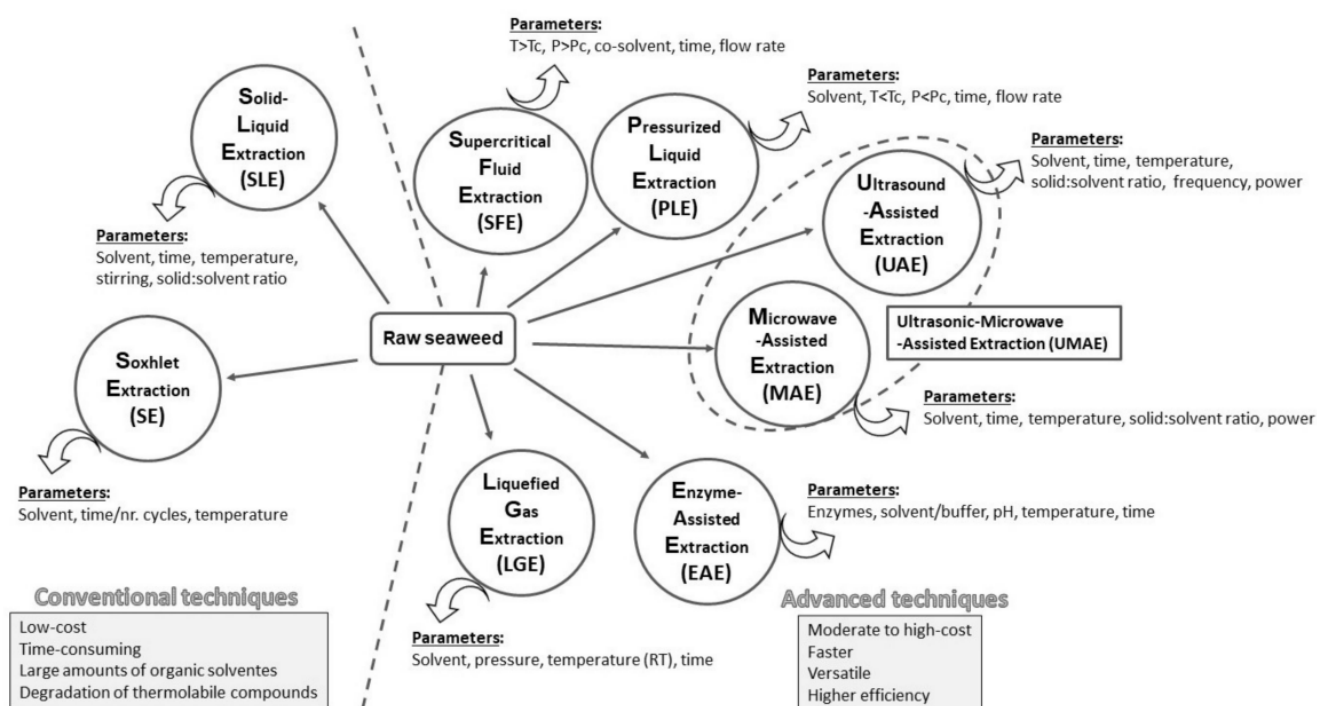 Parameters:
T>Tc, P>Pc, co-solvent, time, flow rate
Solid-
Liquid
Extraction
(SLE)
Parameters:
Solvent, time, temperature,
stirring, solid:solvent ratio
Supercritical
Fluid
Extraction
(SFE)
Pressurized
Liquid
Extraction
(PLE)
Parameters:
Solvent, T<Tc, P<Pc, time, flow rate
Ultrasound
-Assisted
Extraction
(UAE)
Parameters:
Solvent, time, temperature,
solid:solvent ratio, frequency, power
Raw seaweed
Microwave
-Assisted
Extraction
(MAE)
Ultrasonic-Microwave
-Assisted Extraction (UMAE)
Parameters:
Solvent, time, temperature, solid:solvent ratio, power
Soxhlet
Extraction
(SE)
Parameters:
Solvent, time/nr. cycles, temperature
Liquefied
Gas
Extraction
(LGE)
Parameters:
Solvent, pressure, temperature (RT), time
Enzyme-
Assisted
Extraction
(EAE)
Parameters:
Enzymes, solvent/buffer, pH, temperature, time
Conventional techniques
Low-cost
Time-consuming
Large amounts of organic solventes
Degradation of thermolabile compounds
Advanced techniques
Moderate to high-cost
Faster
Versatile
Higher efficiency